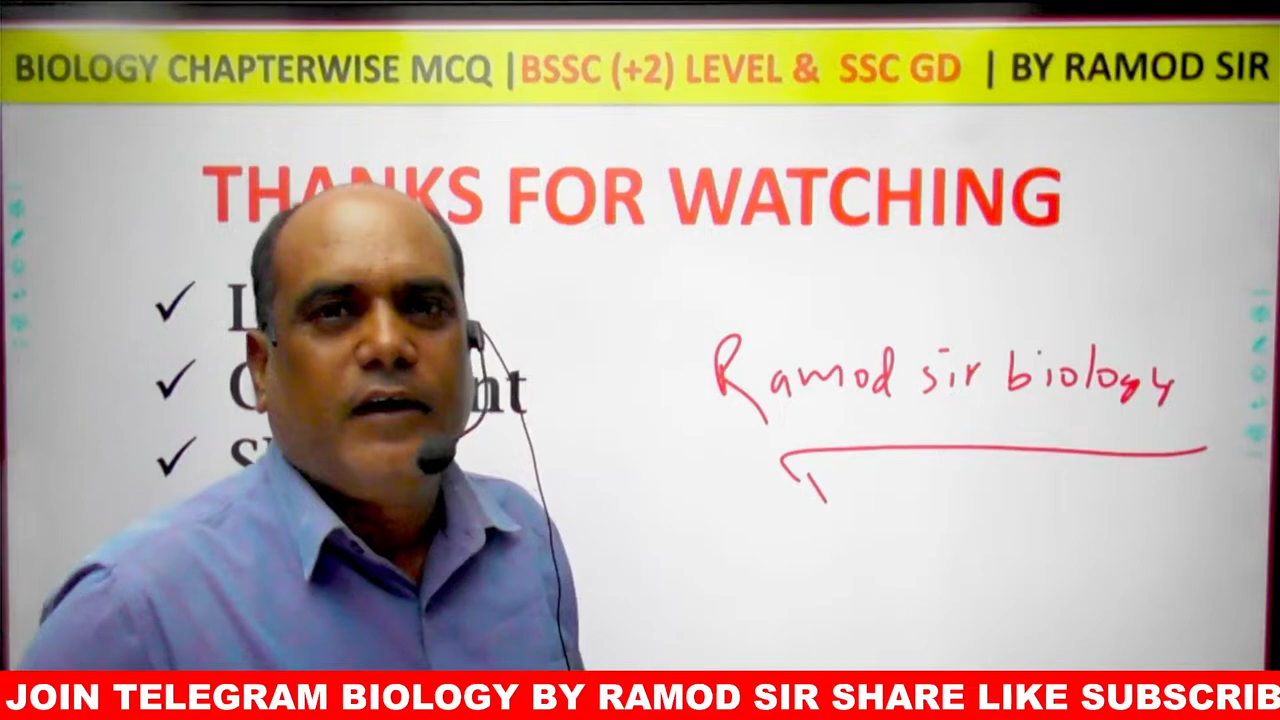 BIOLOGY CHAPTERWISE MCQ |BSSC (+2) LEVEL & SSC GD | BY RAMOD SIR
THANKS FOR WATCHING
Ramod sir biology
JOIN TELEGRAM BIOLOGY BY RAMOD SIR SHARE LIKE SUBSCRIB